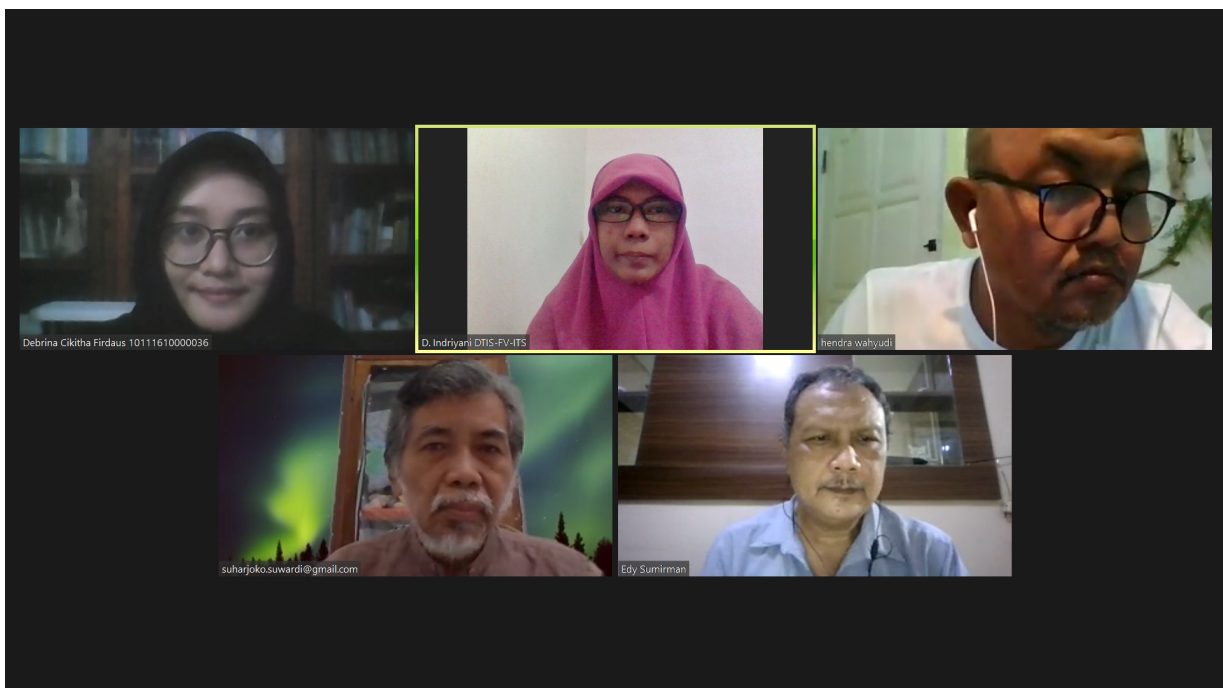 Debrina Cikitha Firdaus 10111610000036
D. Indriyani DTIS-FV-ITS
hendra wahyudi
suharjoko.suwardi@gmail.com
Edy Sumirman